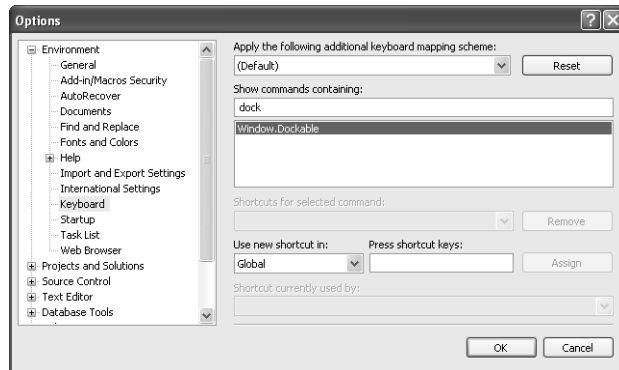 Options
Environment
General
Add-in/Macros Security
AutoRecover
Documents
Find and Replace
Fonts and Colors
Help
Import and Export Settings
International Settings
Keyboard
Startup
Task List
Web Browser
Projects and Solutions
Source Control
Text Editor
Database Tools
Apply the following additional keyboard mapping scheme:
(Default)
Reset
Show commands containing:
dock
Window.Dockable
Shortcuts for selected command:
Remove
Use new shortcut in:
Press shortcut keys:
Global
Assign
Shortcut currently used by:
OK
Cancel